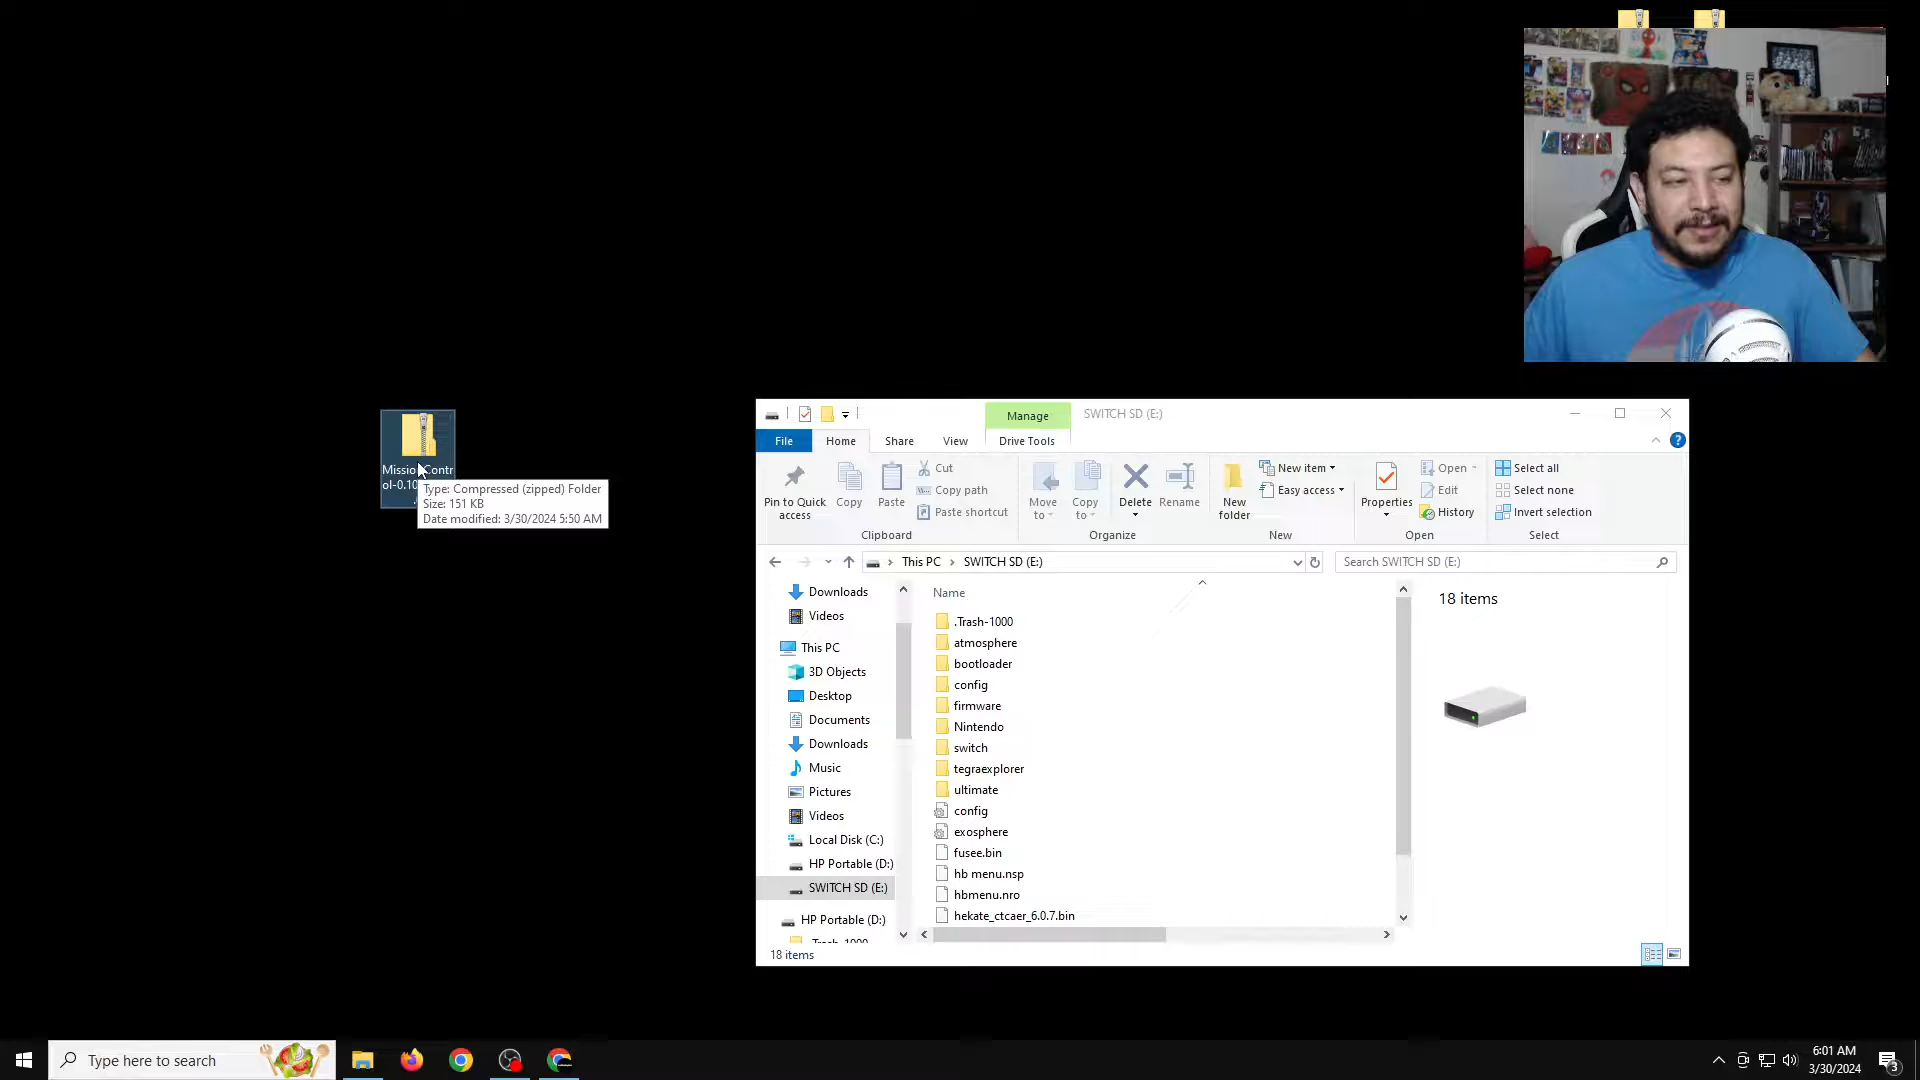 Missio Contr
ol-0.10
Type: Compressed (zipped) Folder
Size: 151 KB
Date modified: 3/30/2024 5:50 AM
Manage
SWITCH SD (E:)
File
Home
Share
View
Drive Tools
Pin to Quick access
Copy
Paste
Cut
Copy path
Paste shortcut
Clipboard
Move to
Copy to
Delete
Rename
Organize
New folder
New item
Easy access
New
Properties
Open
Edit
History
Open
Select all
Select none
Invert selection
Select
This PC
SWITCH SD (E:)
Search SWITCH SD (E:)
Downloads
Videos
This PC
3D Objects
Desktop
Documents
Downloads
Music
Pictures
Videos
Local Disk (C:)
HP Portable (D:)
SWITCH SD (E:)
HP Portable (D:)
.Trash-1000
Name
.Trash-1000
atmosphere
bootloader
config
firmware
Nintendo
switch
tegraexplorer
ultimate
config
exosphere
fusee.bin
hb menu.nsp
hbmenu.nro
hekate_ctcaer_6.0.7.bin
18 items
18 items
Type here to search
6:01 AM
3/30/2024
3